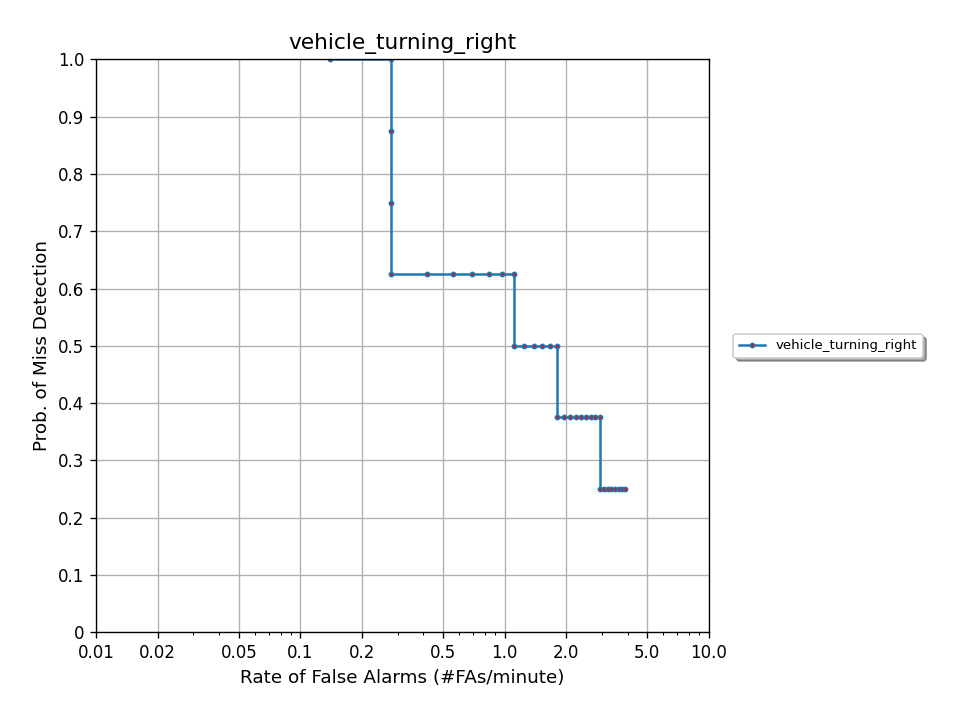 vehicle_turning_right
1.0
0.9
0.8
0.7
0.6
0.5
0.4
0.3
0.2
0.1
0
Prob. of Miss Detection
0.01 0.02 0.05 0.1 0.2 0.5 1.0 2.0 5.0 10.0
Rate of False Alarms (#FAs/minute)
vehicle_turning_right